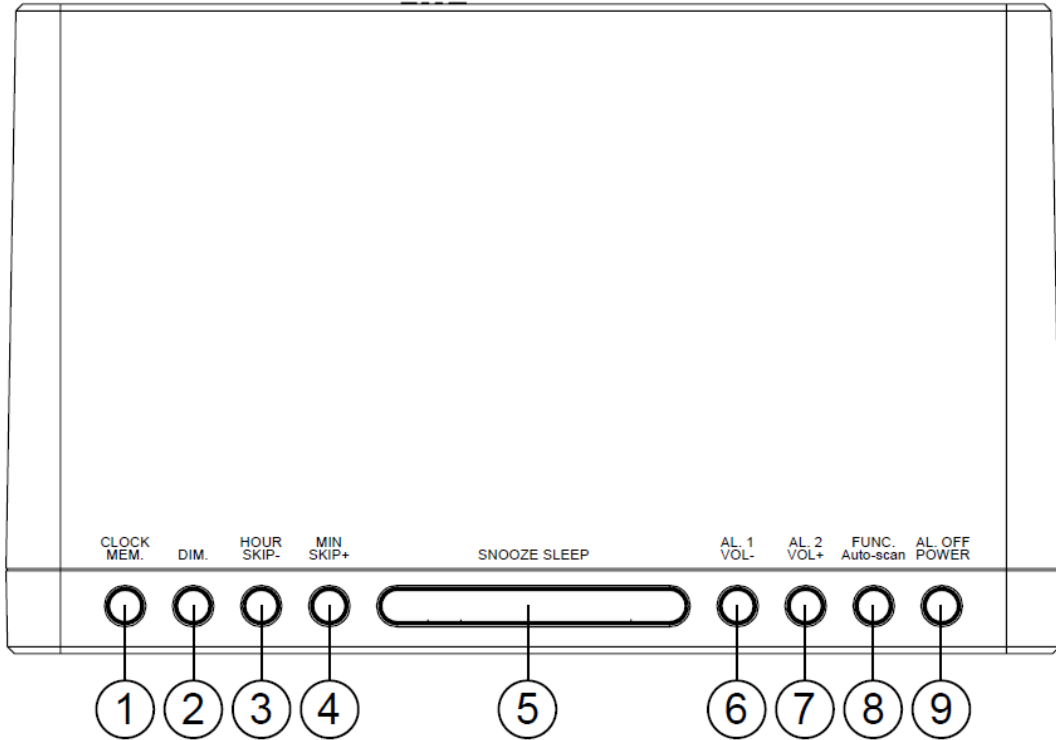 CLOCK
MEM.
DIM.
HOUR
SKIP-
MIN
SKIP+
SNOOZE SLEEP
AL. 1
VOL-
AL. 2
VOL+
FUNC.
Auto-scan
AL. OFF
POWER
1
2
3
4
5
6
7
8
9